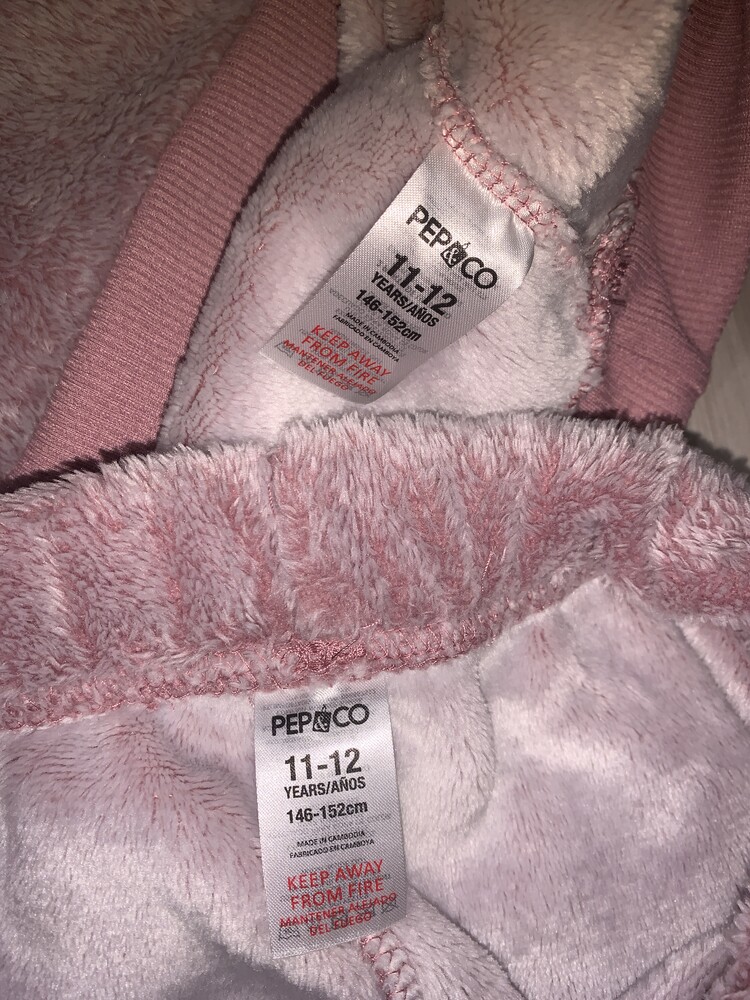 PEP&CO
11-12
YEARS/AÑOS
146-152cm
MADE IN CAMBODIA
FABRICADO EN CAMBOYA
KEEP AWAY
FROM FIRE
MANTENER ALEJADO
DEL FUEGO
PEP&CO
11-12
YEARS/AÑOS
146-152cm
MADE IN CAMBODIA
FABRICADO EN CAMBOYA
KEEP AWAY
FROM FIRE
MANTENER ALEJADO
DEL FUEGO